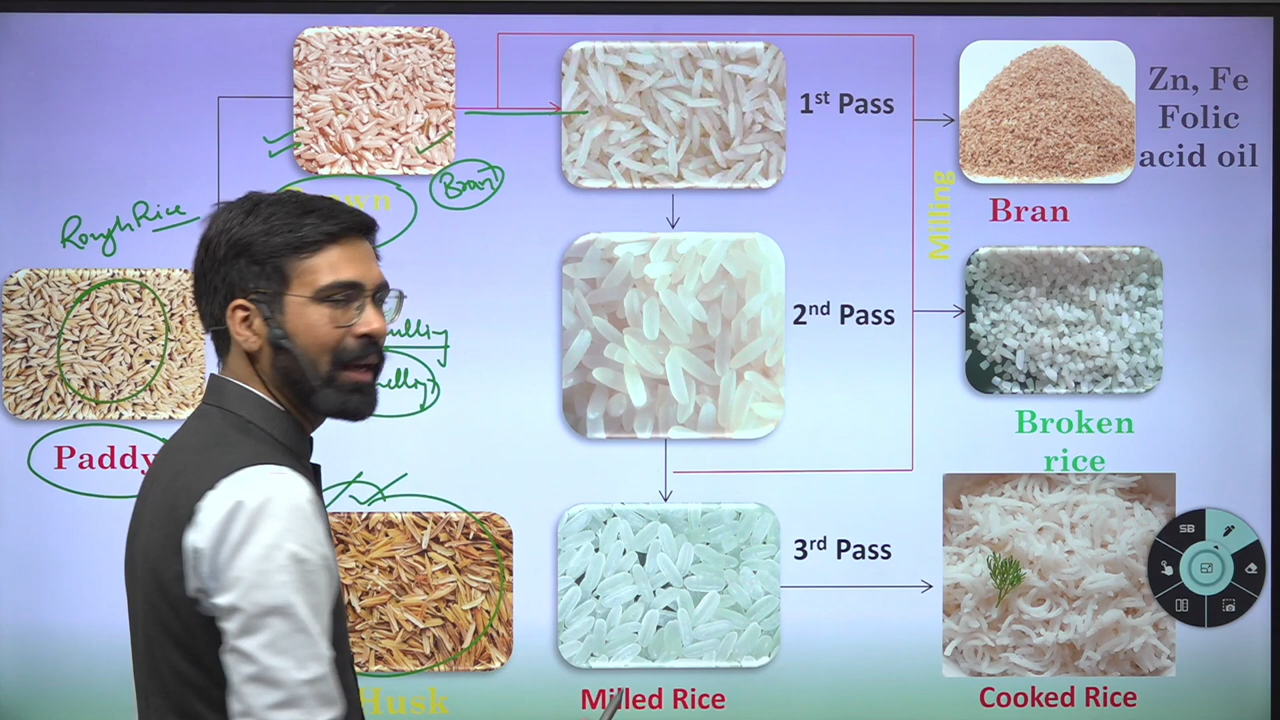 1st Pass
Zn, Fe
Folic
acid oil
Bran
Bran
Rough Rice
Milling
2nd Pass
Paddy
Broken
rice
3rd Pass
Husk
Milled Rice
Cooked Rice
SB